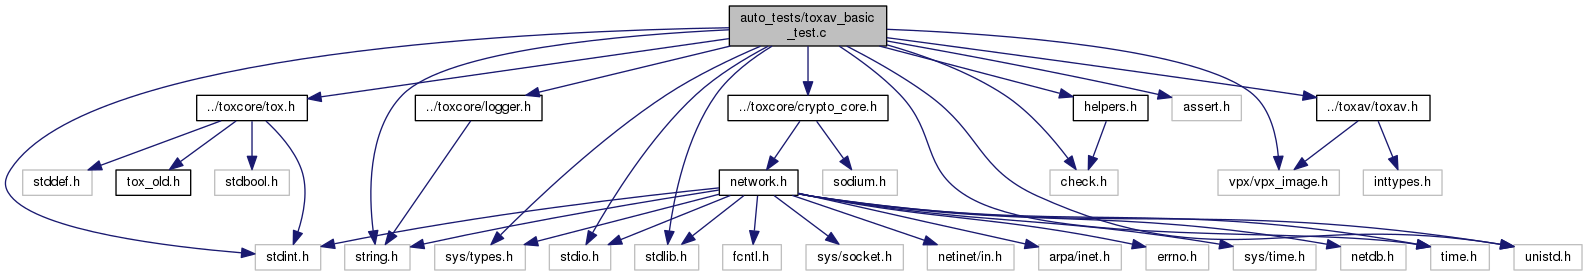 auto_tests/toxav_basic
_test.c
../toxcore/tox.h
../toxcore/logger.h
../toxcore/crypto_core.h
helpers.h
assert.h
../toxav/toxav.h
stddef.h
tox_old.h
stdbool.h
network.h
sodium.h
check.h
vpx/vpx_image.h
inttypes.h
stdint.h
string.h
sys/types.h
stdio.h
stdlib.h
fcntl.h
sys/socket.h
netinet/in.h
arpa/inet.h
errno.h
sys/time.h
netdb.h
time.h
unistd.h